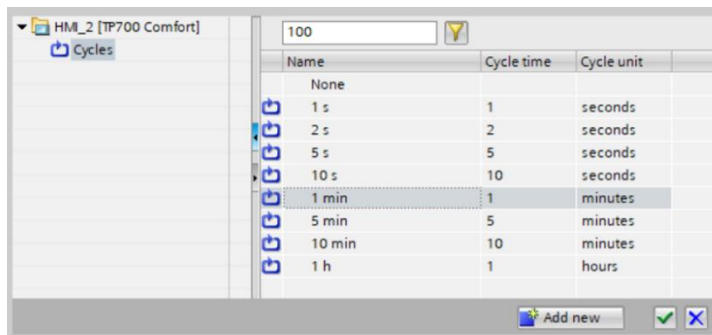 HMI_2 [TP700 Comfort]
Cycles
100
Name Cycle time Cycle unit
None
1 s 1 seconds
2 s 2 seconds
5 s 5 seconds
10 s 10 seconds
1 min 1 minutes
5 min 5 minutes
10 min 10 minutes
1 h 1 hours
Add new